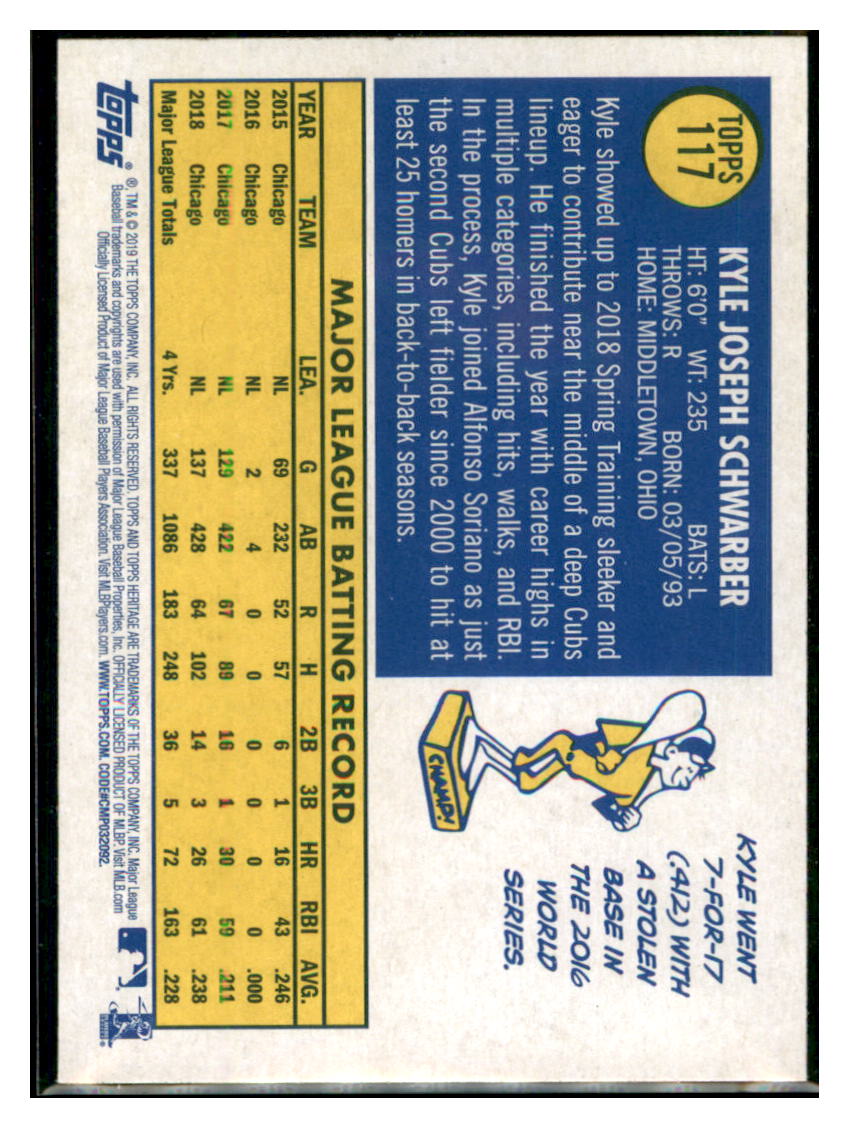 TOPPS
117
KYLE JOSEPH SCHWARBER
HT: 6'0" WT: 235 BATS: L
THROWS: R BORN: 03/05/93
HOME: MIDDLETOWN, OHIO
Kyle showed up to 2018 Spring Training sleeker and
eager to contribute near the middle of a deep Cubs
lineup. He finished the year with career highs in
multiple categories, including hits, walks, and RBI.
In the process, Kyle joined Alfonso Soriano as just
the second Cubs left fielder since 2000 to hit at
least 25 homers in back-to-back seasons.
KYLE WENT
7-FOR-17
(.412) WITH
A STOLEN
BASE IN
THE 2016
WORLD
SERIES.
CHAMP!
MAJOR LEAGUE BATTING RECORD
YEAR TEAM LEA. G AB R H 2B 3B HR RBI AVG.
2015 Chicago NL 69 232 52 57 6 1 16 43 .246
2016 Chicago NL 2 4 0 0 0 0 0 0 .000
2017 Chicago NL 129 422 67 89 16 1 30 59 .211
2018 Chicago NL 137 428 64 102 14 3 26 61 .238
Major League Totals 4 Yrs. 337 1086 183 248 36 5 72 163 .228
topps®
®, TM & © 2019 THE TOPPS COMPANY, INC. ALL RIGHTS RESERVED. TOPPS AND TOPPS HERITAGE ARE TRADEMARKS OF THE TOPPS COMPANY, INC. Major League
Baseball trademarks and copyrights are used with permission of Major League Baseball Properties, Inc. OFFICIALLY LICENSED PRODUCT OF MLBP. Visit MLB.com
Officially Licensed Product of Major League Baseball Players Association. Visit MLBPlayers.com. WWW.TOPPS.COM. CODE#CMP032092.